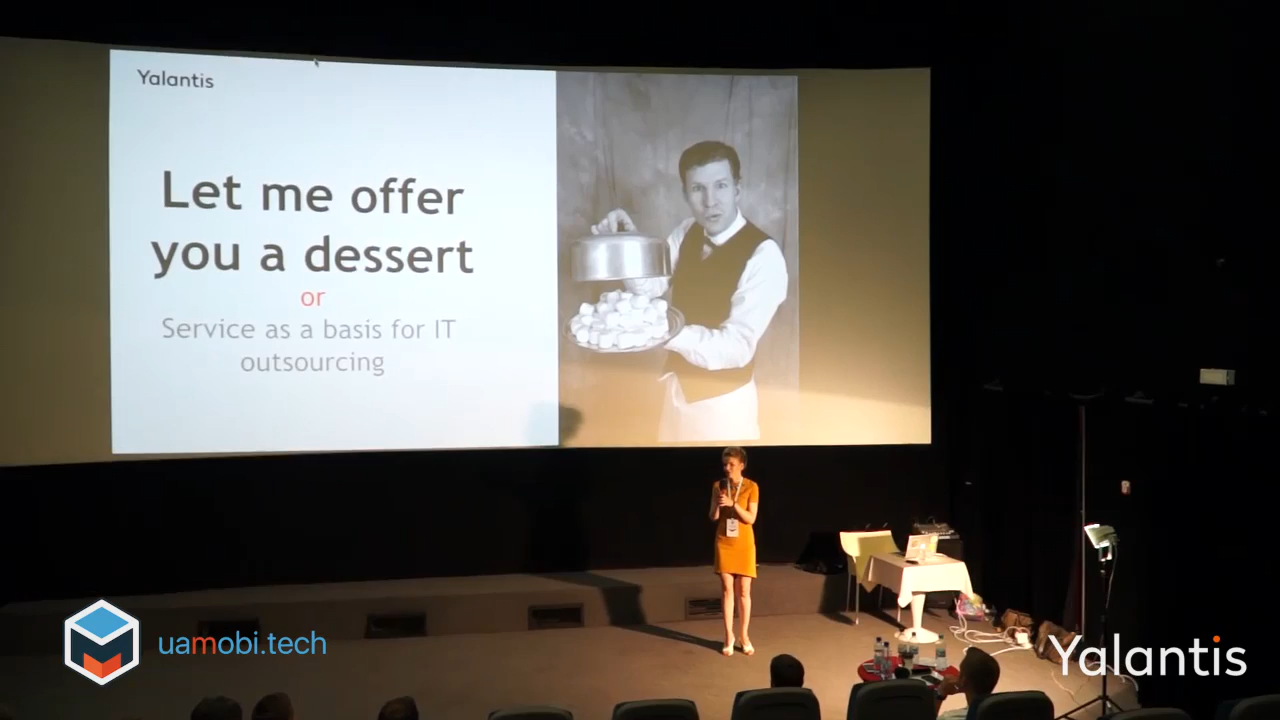 Yalantis
Let me offer
you a dessert
or
Service as a basis for IT
outsourcing
uamobi.tech
Yalantis